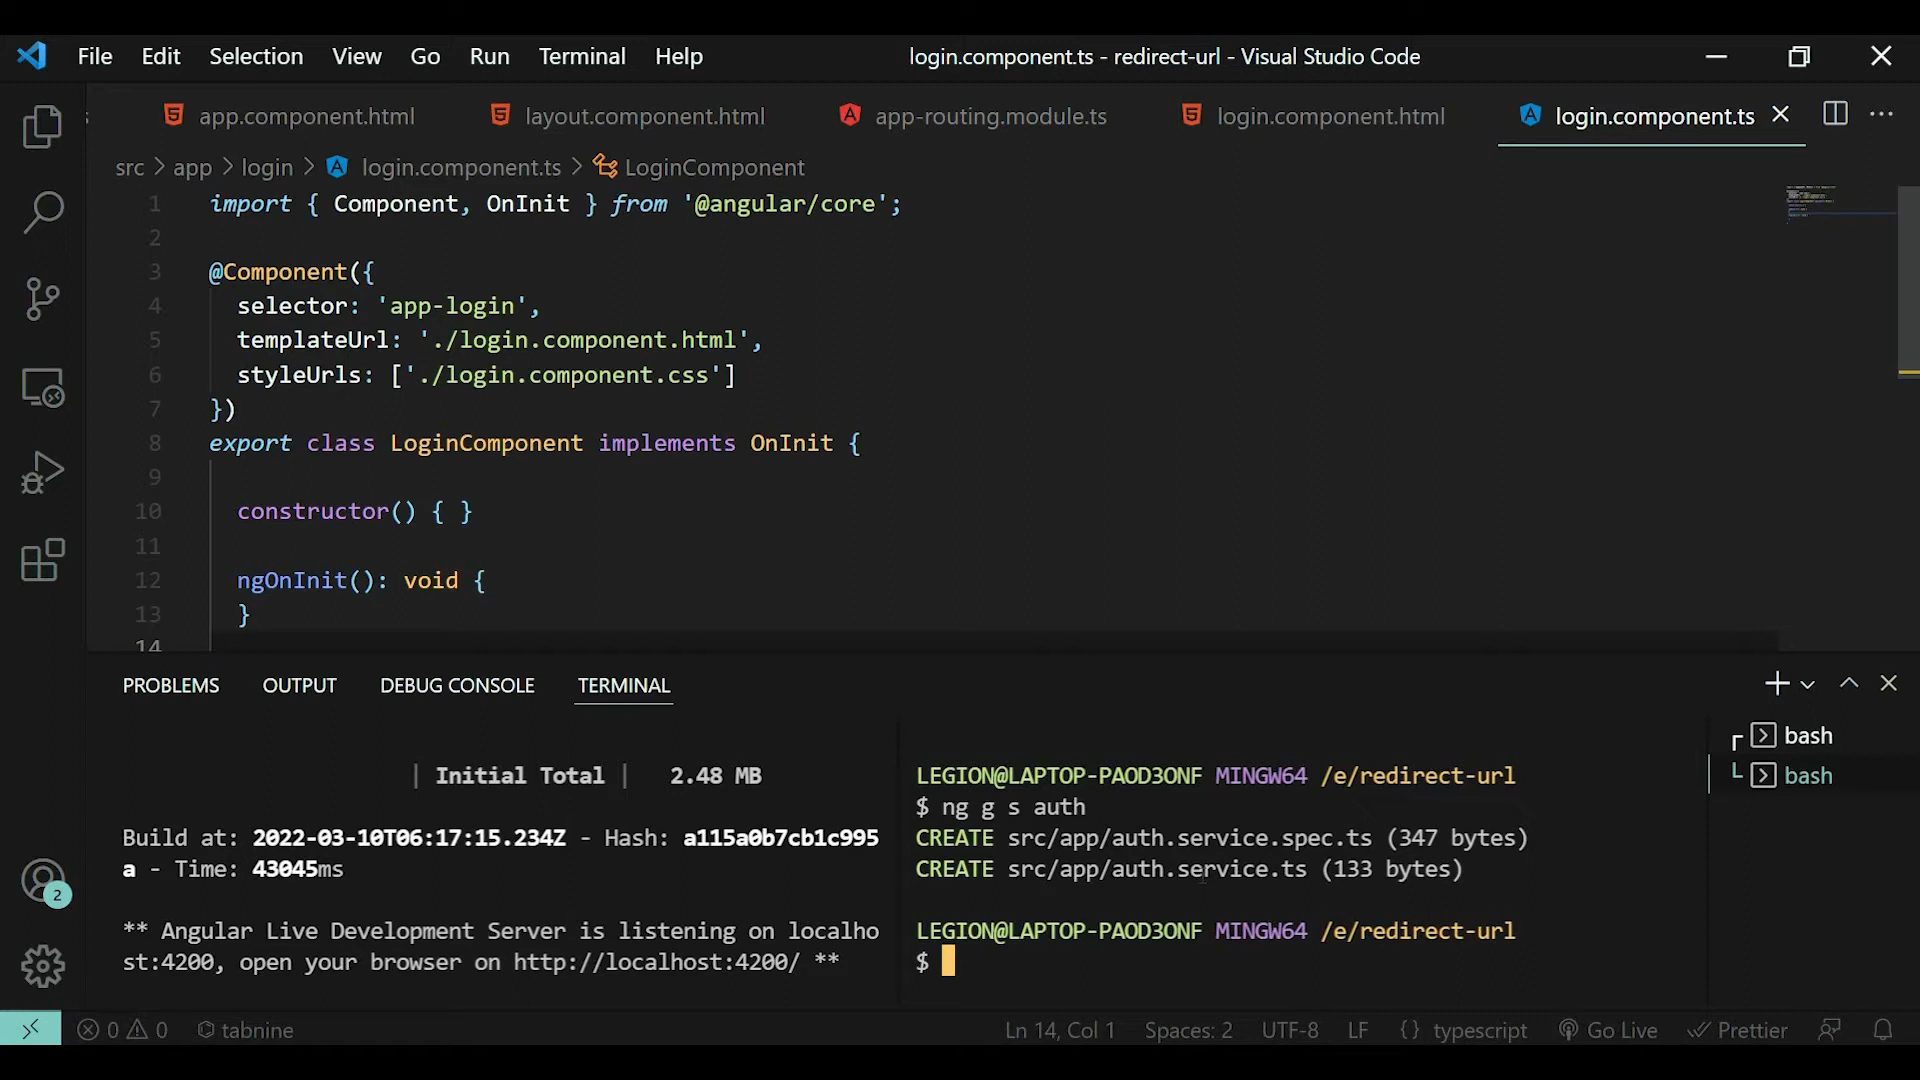 File Edit Selection View Go Run Terminal Help login.component.ts - redirect-url - Visual Studio Code
app.component.html layout.component.html app-routing.module.ts login.component.html login.component.ts
src > app > login > login.component.ts > LoginComponent
1 import { Component, OnInit } from '@angular/core';
2
3 @Component({
4 selector: 'app-login',
5 templateUrl: './login.component.html',
6 styleUrls: ['./login.component.css']
7 })
8 export class LoginComponent implements OnInit {
9
10 constructor() { }
11
12 ngOnInit(): void {
13 }
14
PROBLEMS OUTPUT DEBUG CONSOLE TERMINAL
| Initial Total | 2.48 MB
Build at: 2022-03-10T06:17:15.234Z - Hash: a115a0b7cb1c995
a - Time: 43045ms
** Angular Live Development Server is listening on localho
st:4200, open your browser on http://localhost:4200/ **
LEGION@LAPTOP-PAOD3ONF MINGW64 /e/redirect-url
$ ng g s auth
CREATE src/app/auth.service.spec.ts (347 bytes)
CREATE src/app/auth.service.ts (133 bytes)
LEGION@LAPTOP-PAOD3ONF MINGW64 /e/redirect-url
$
bash
bash
2
0 0 tabnine Ln 14, Col 1 Spaces: 2 UTF-8 LF {} typescript Go Live Prettier